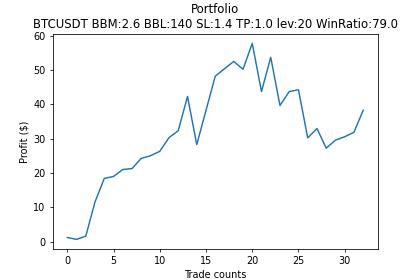 Portfolio
BTCUSDT BBM:2.6 BBL:140 SL:1.4 TP:1.0 lev:20 WinRatio:79.0
60
50
40
30
20
10
0
Profit ($)
0 5 10 15 20 25 30
Trade counts